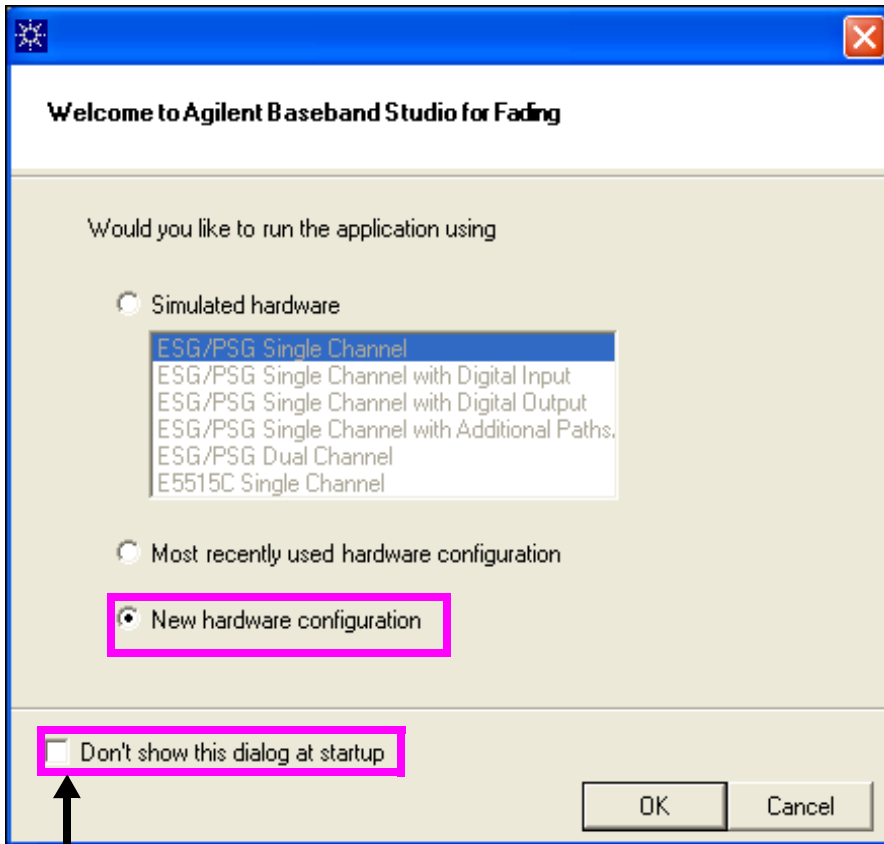 Welcome to Agilent Baseband Studio for Fading
Would you like to run the application using
Simulated hardware
ESG/PSG Single Channel
ESG/PSG Single Channel with Digital Input
ESG/PSG Single Channel with Digital Output
ESG/PSG Single Channel with Additional Paths.
ESG/PSG Dual Channel
E5515C Single Channel
Most recently used hardware configuration
New hardware configuration
Don't show this dialog at startup
OK
Cancel